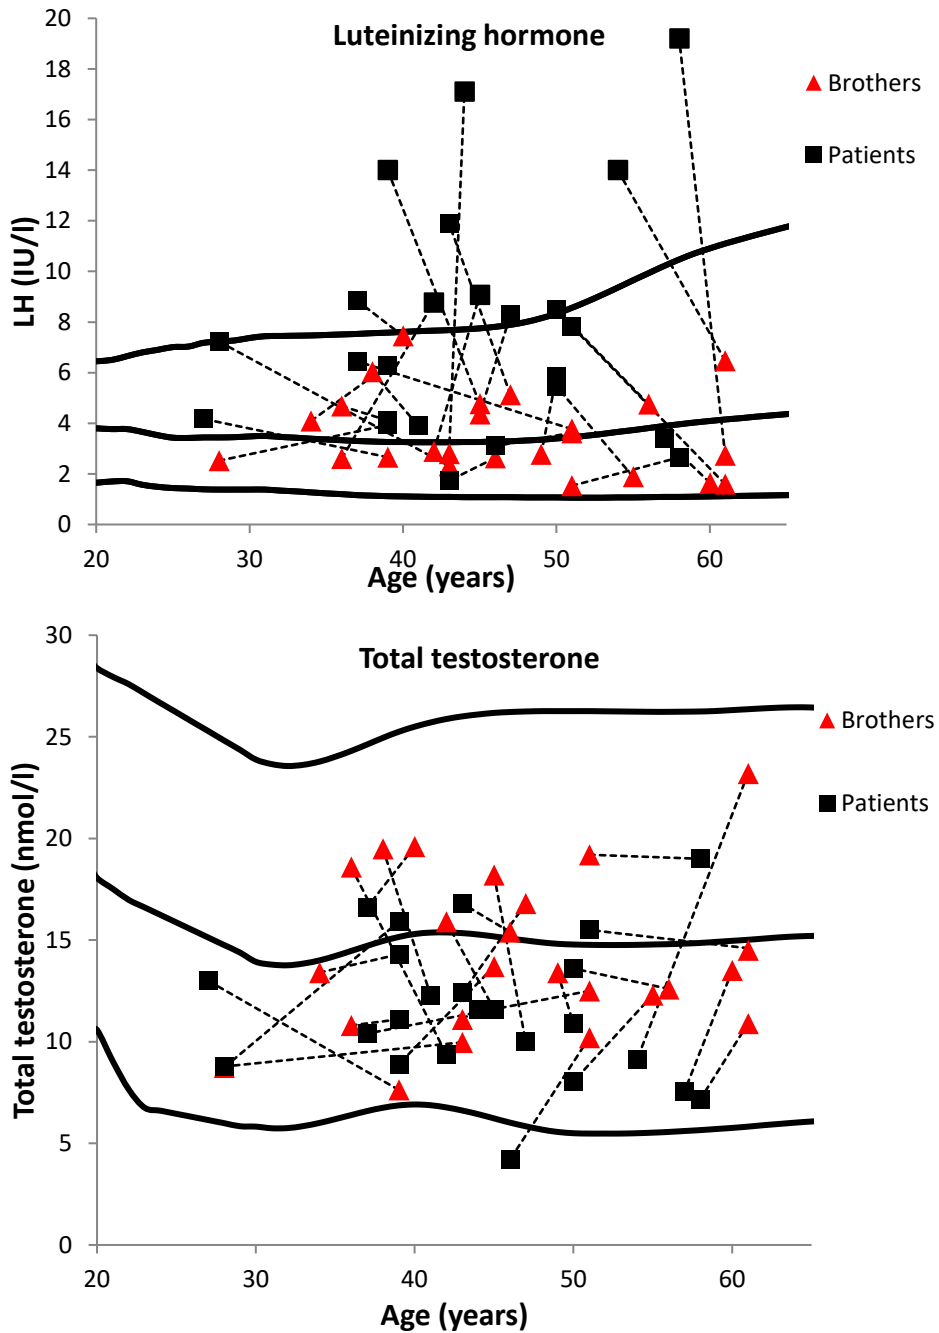 Luteinizing hormone
20
18
16
14
12
10
8
6
4
2
0
LH (IU/l)
20 30 40 50 60
Age (years)
Brothers
Patients
Total testosterone
30
25
20
15
10
5
0
Total testosterone (nmol/l)
20 30 40 50 60
Age (years)
Brothers
Patients